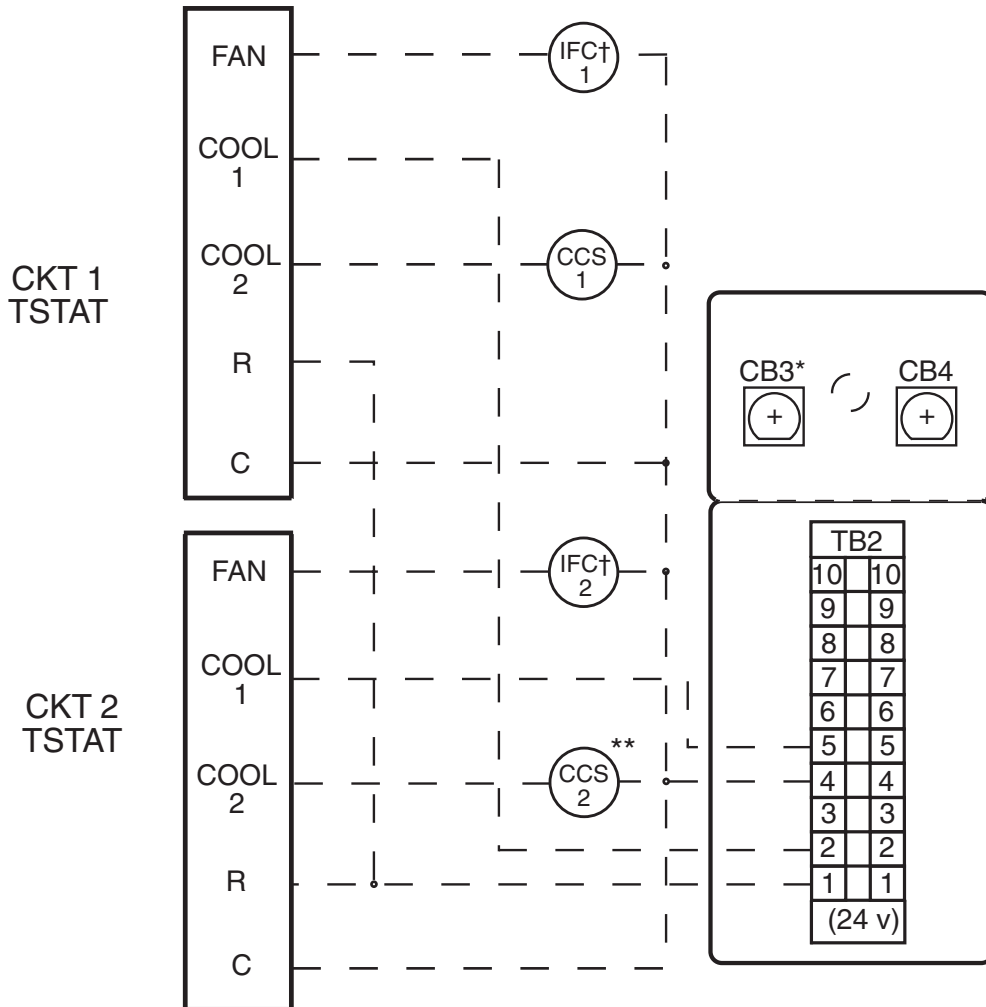 CKT 1
TSTAT
FAN
COOL
1
COOL
2
R
C
IFC†
1
CCS
1
CKT 2
TSTAT
FAN
COOL
1
COOL
2
R
C
IFC†
2
CCS
2
**
CB3*
CB4
+
+
TB2
10 10
9 9
8 8
7 7
6 6
5 5
4 4
3 3
2 2
1 1
(24 v)